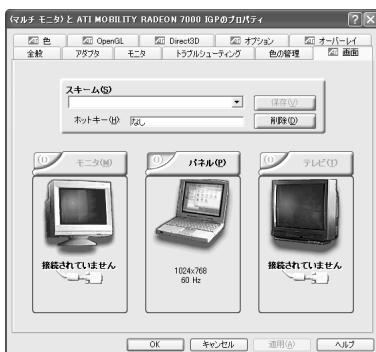 (マルチ モニタ)と ATI MOBILITY RADEON 7000 IGPのプロパティ
色 OpenGL Direct3D オプション オーバーレイ
全般 アダプタ モニタ トラブルシューティング 色の管理 画面
スキーム(S)
保存(V)
ホットキー(H) なし 削除(D)
モニタ(M) パネル(P) テレビ(T)
接続されていません 1024x768 接続されていません
60 Hz
OK キャンセル 適用(A) ヘルプ